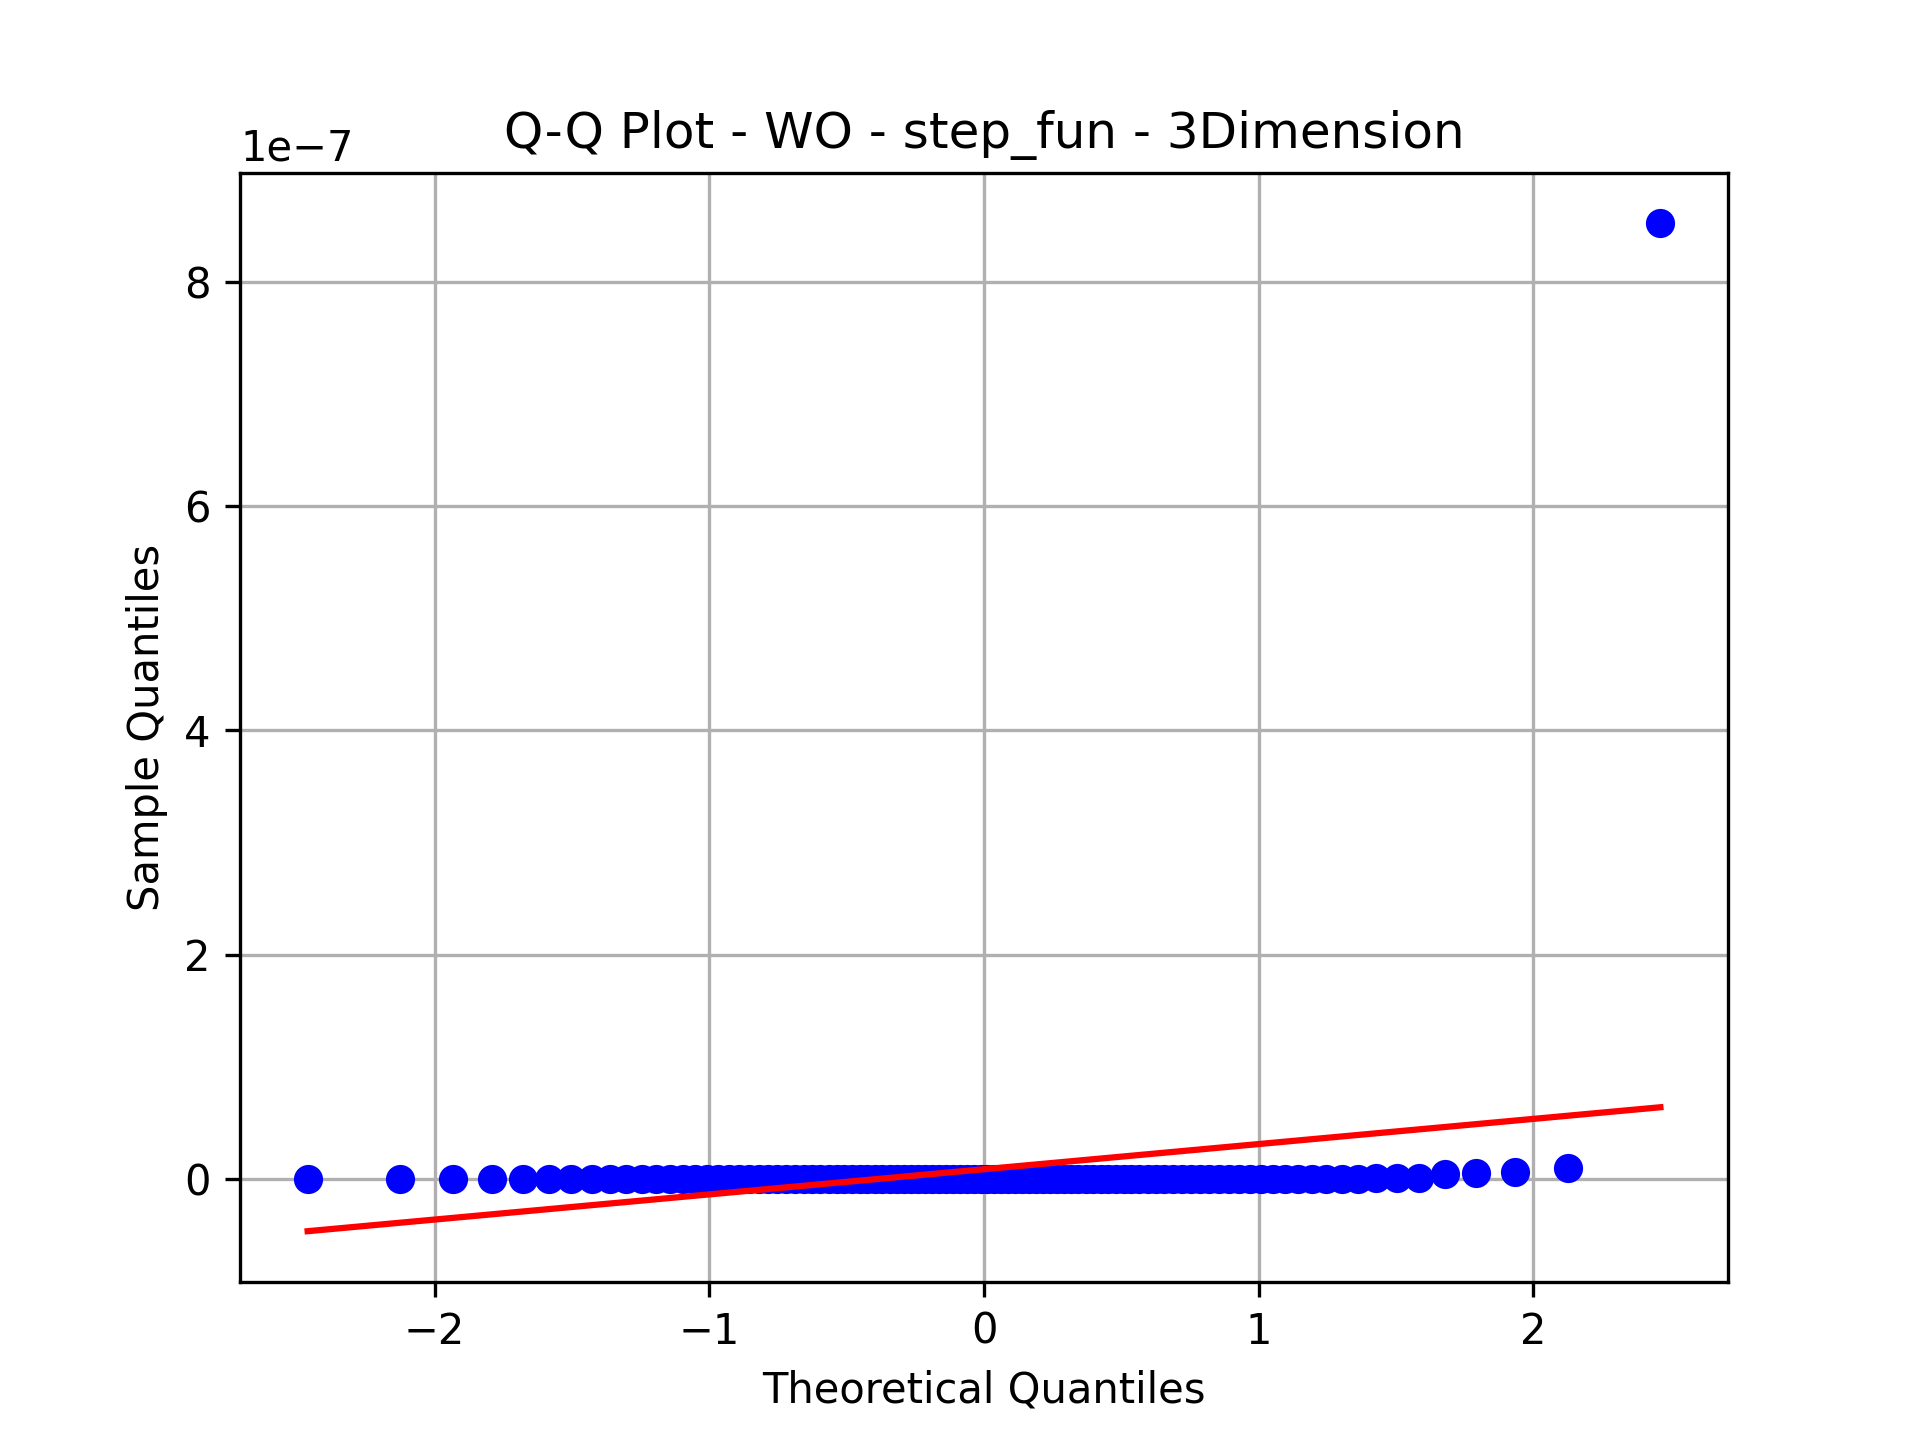 Q-Q Plot - WO - step_fun - 3Dimension
1e−7
8
6
4
2
0
Sample Quantiles
−2
−1
0
1
2
Theoretical Quantiles